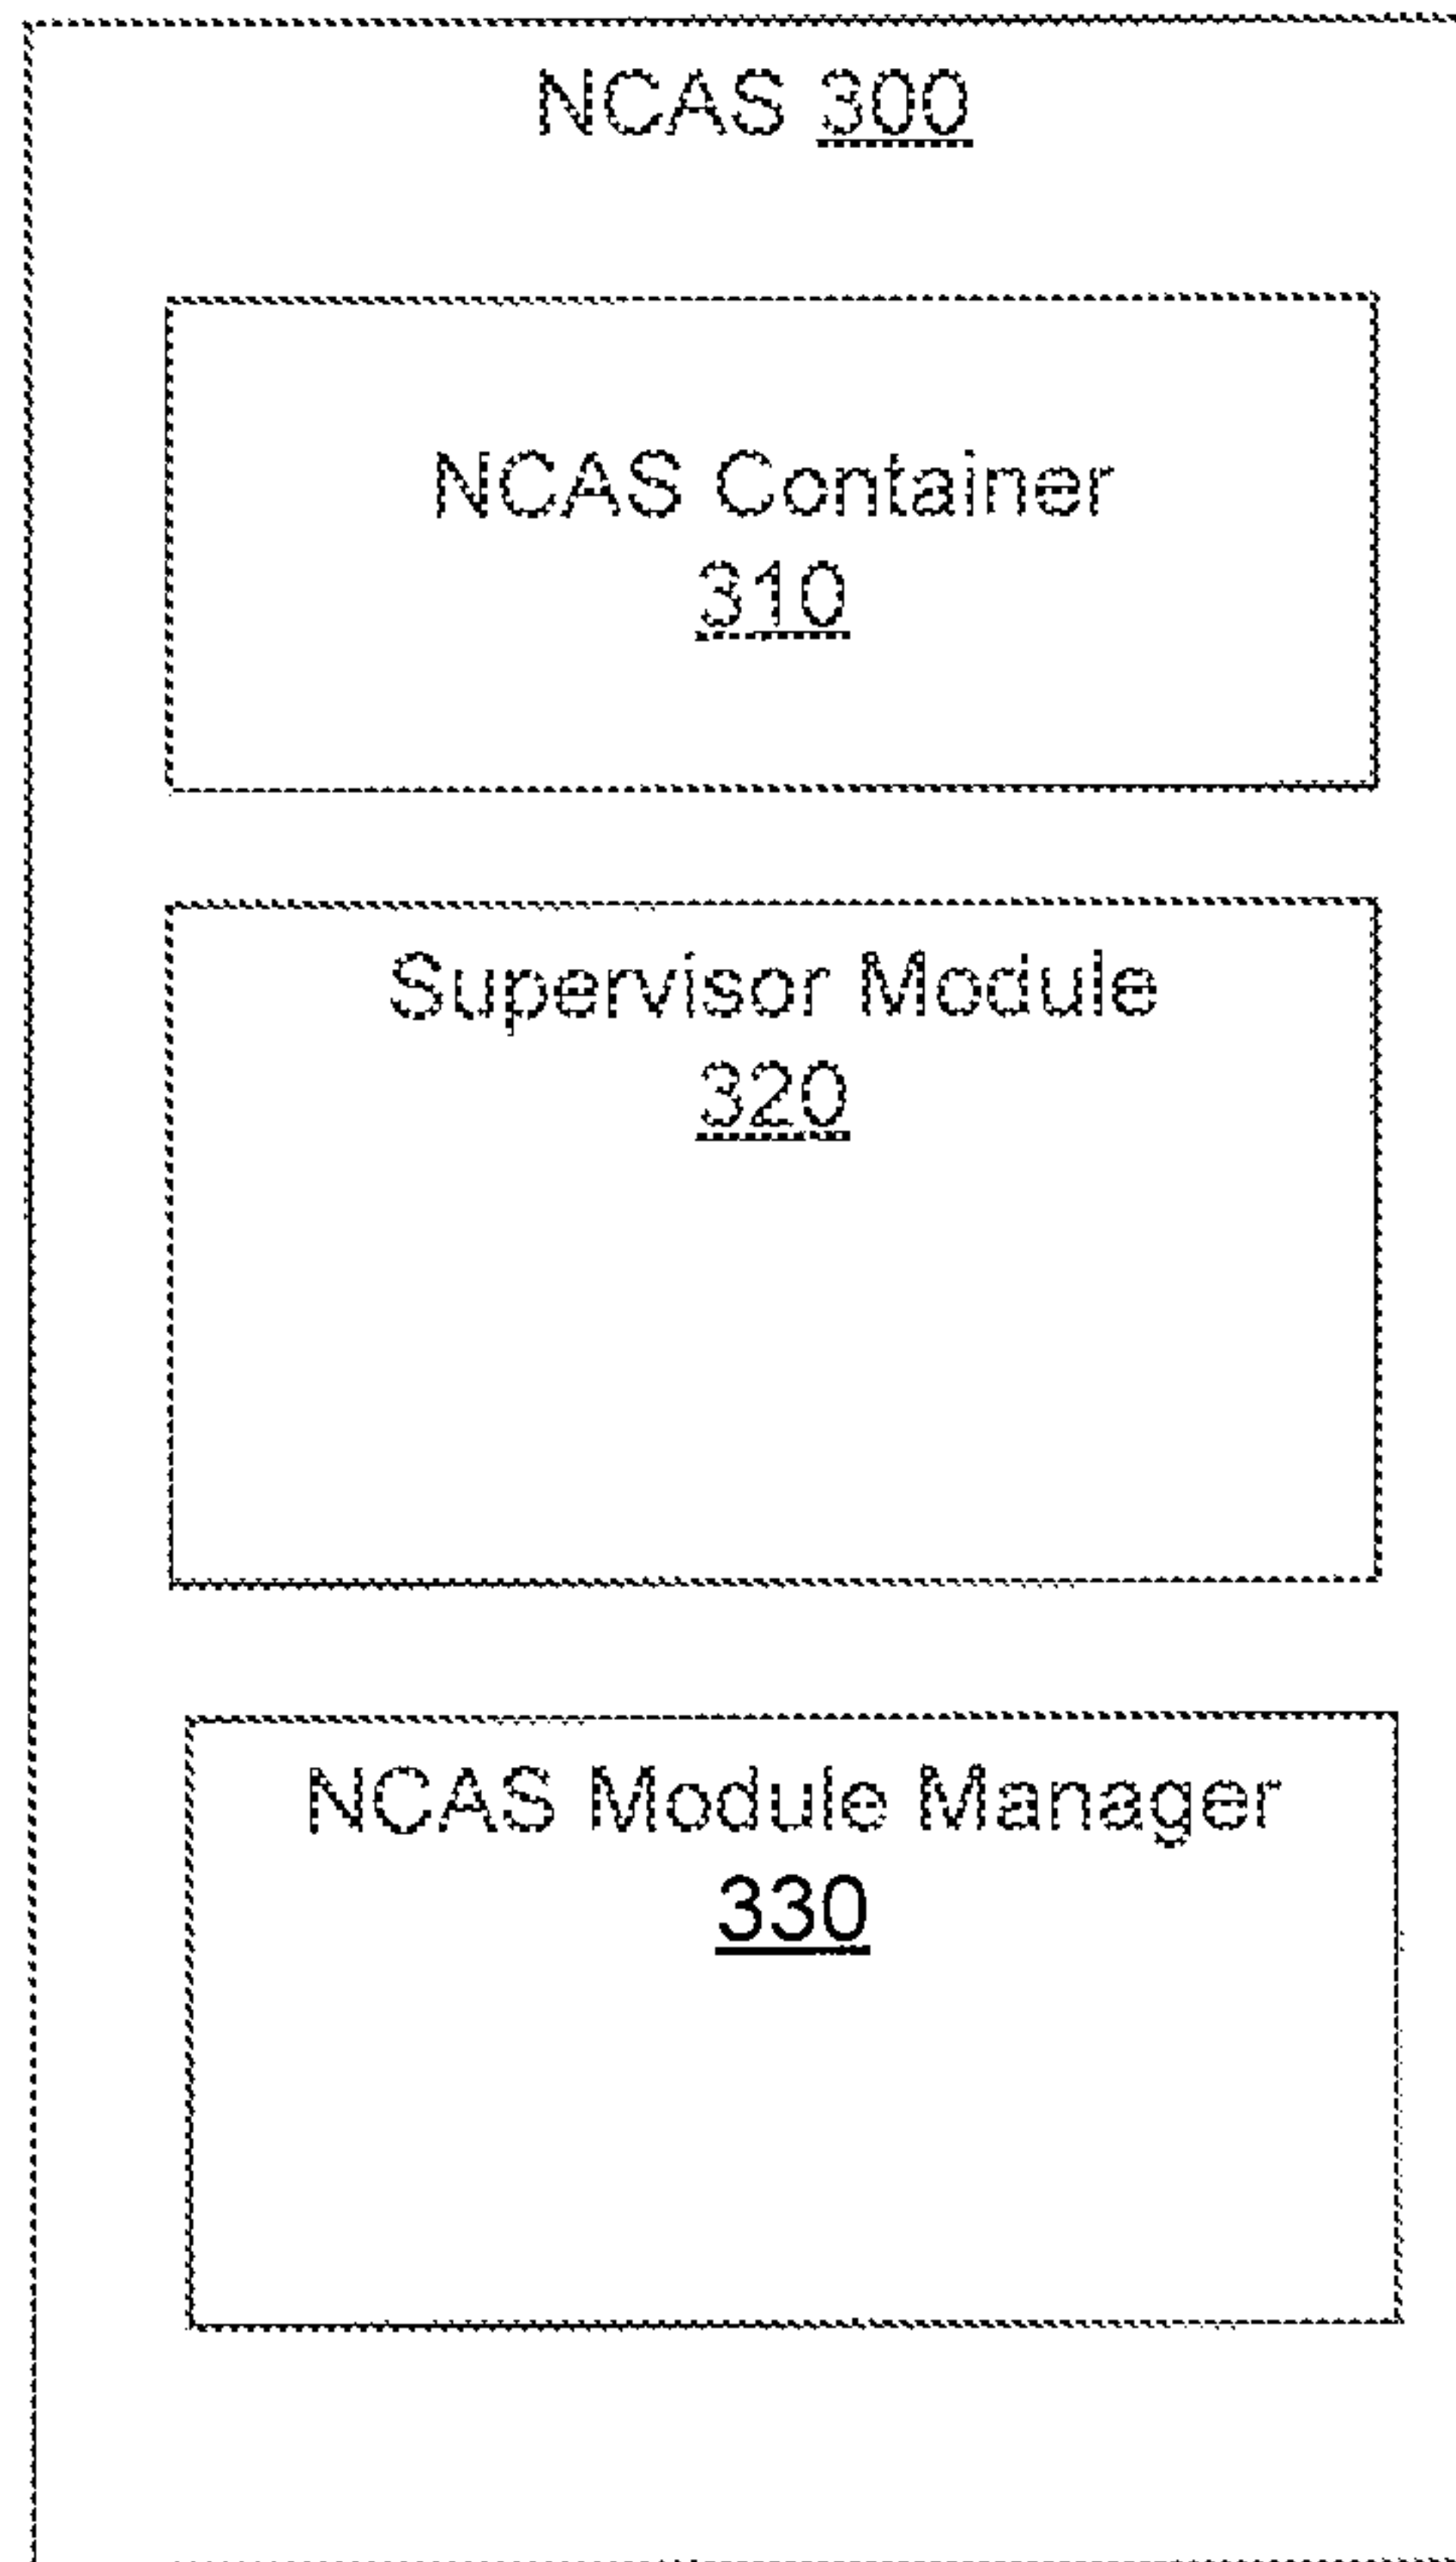 NCAS 300
NCAS Container
310
Supervisor Module
320
NCAS Module Manager
330